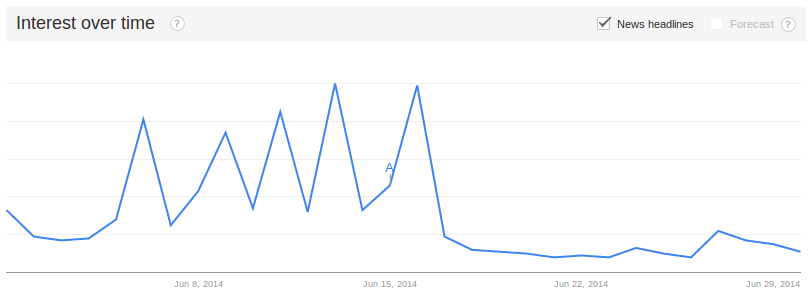 Interest over time ? News headlines Forecast ?
A
Jun 8, 2014 Jun 15, 2014 Jun 22, 2014 Jun 29, 2014